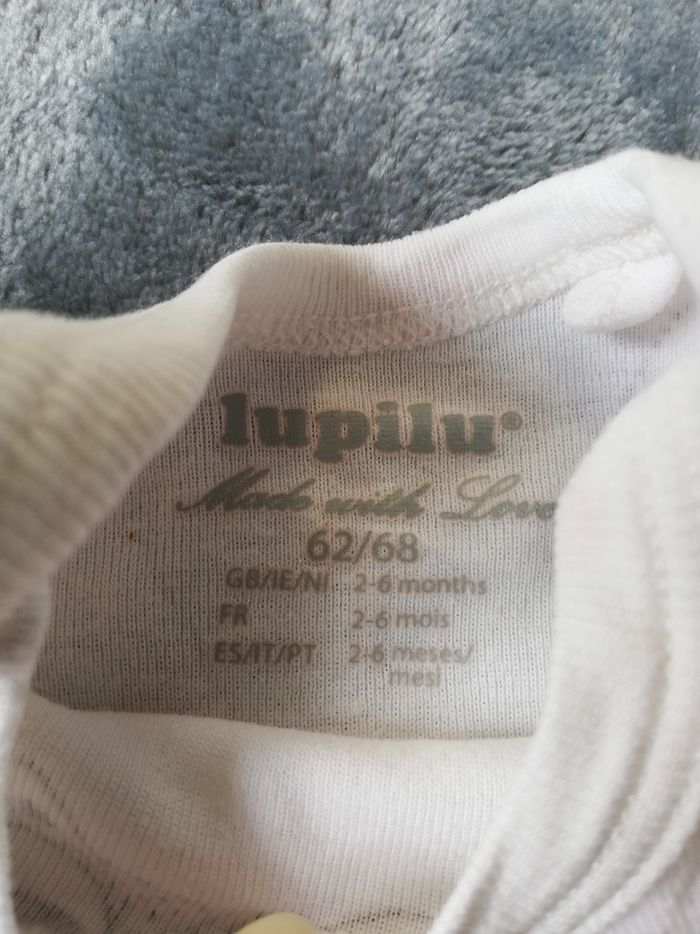 lupilu®
Made with Love
62/68
GB/IE/NI 2-6 months
FR 2-6 mois
ES/IT/PT 2-6 meses/
mesi